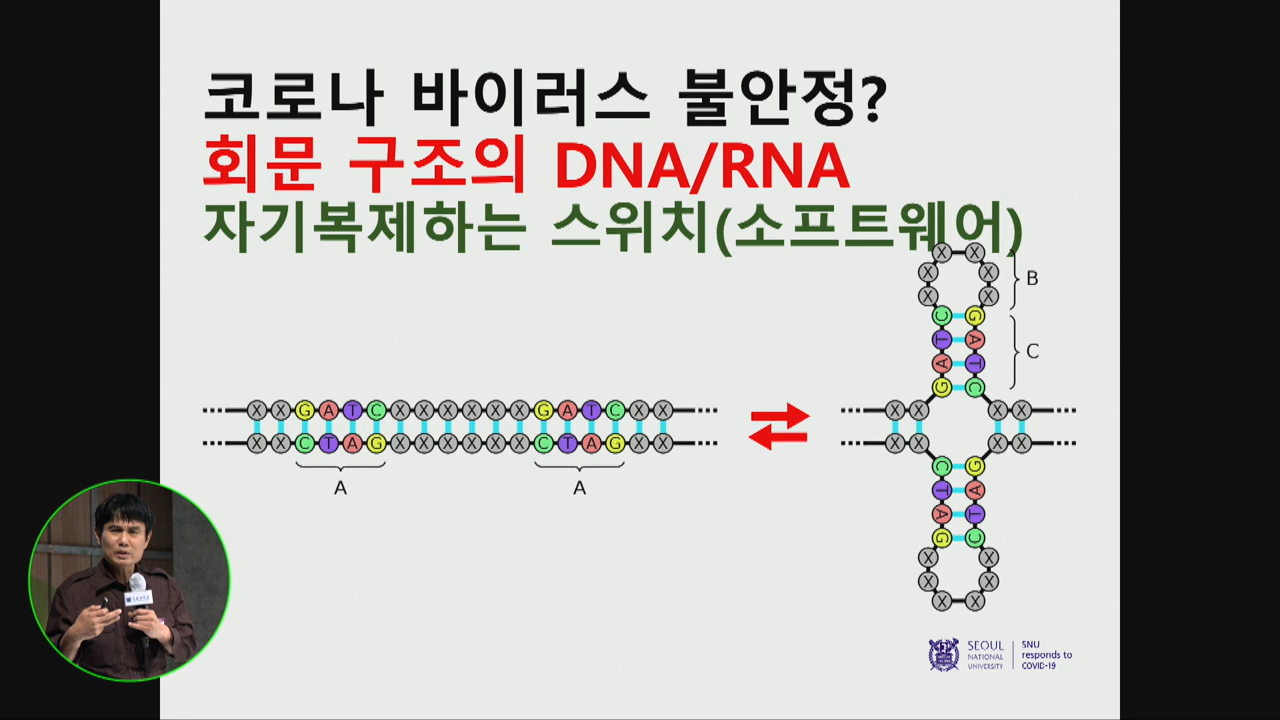 코로나 바이러스 불안정?
회문 구조의 DNA/RNA
자기복제하는 스위치(소프트웨어)
X X X X X X B
C G
T A
A T
G C
C
X X G A T C X X X X X X G A T C X X
X X C T A G X X X X X X C T A G X X
A A
X X X X
X X X X
C G
T A
A T
G C
X X X X X X
SEOUL
NATIONAL
UNIVERSITY
SNU
responds to
COVID-19